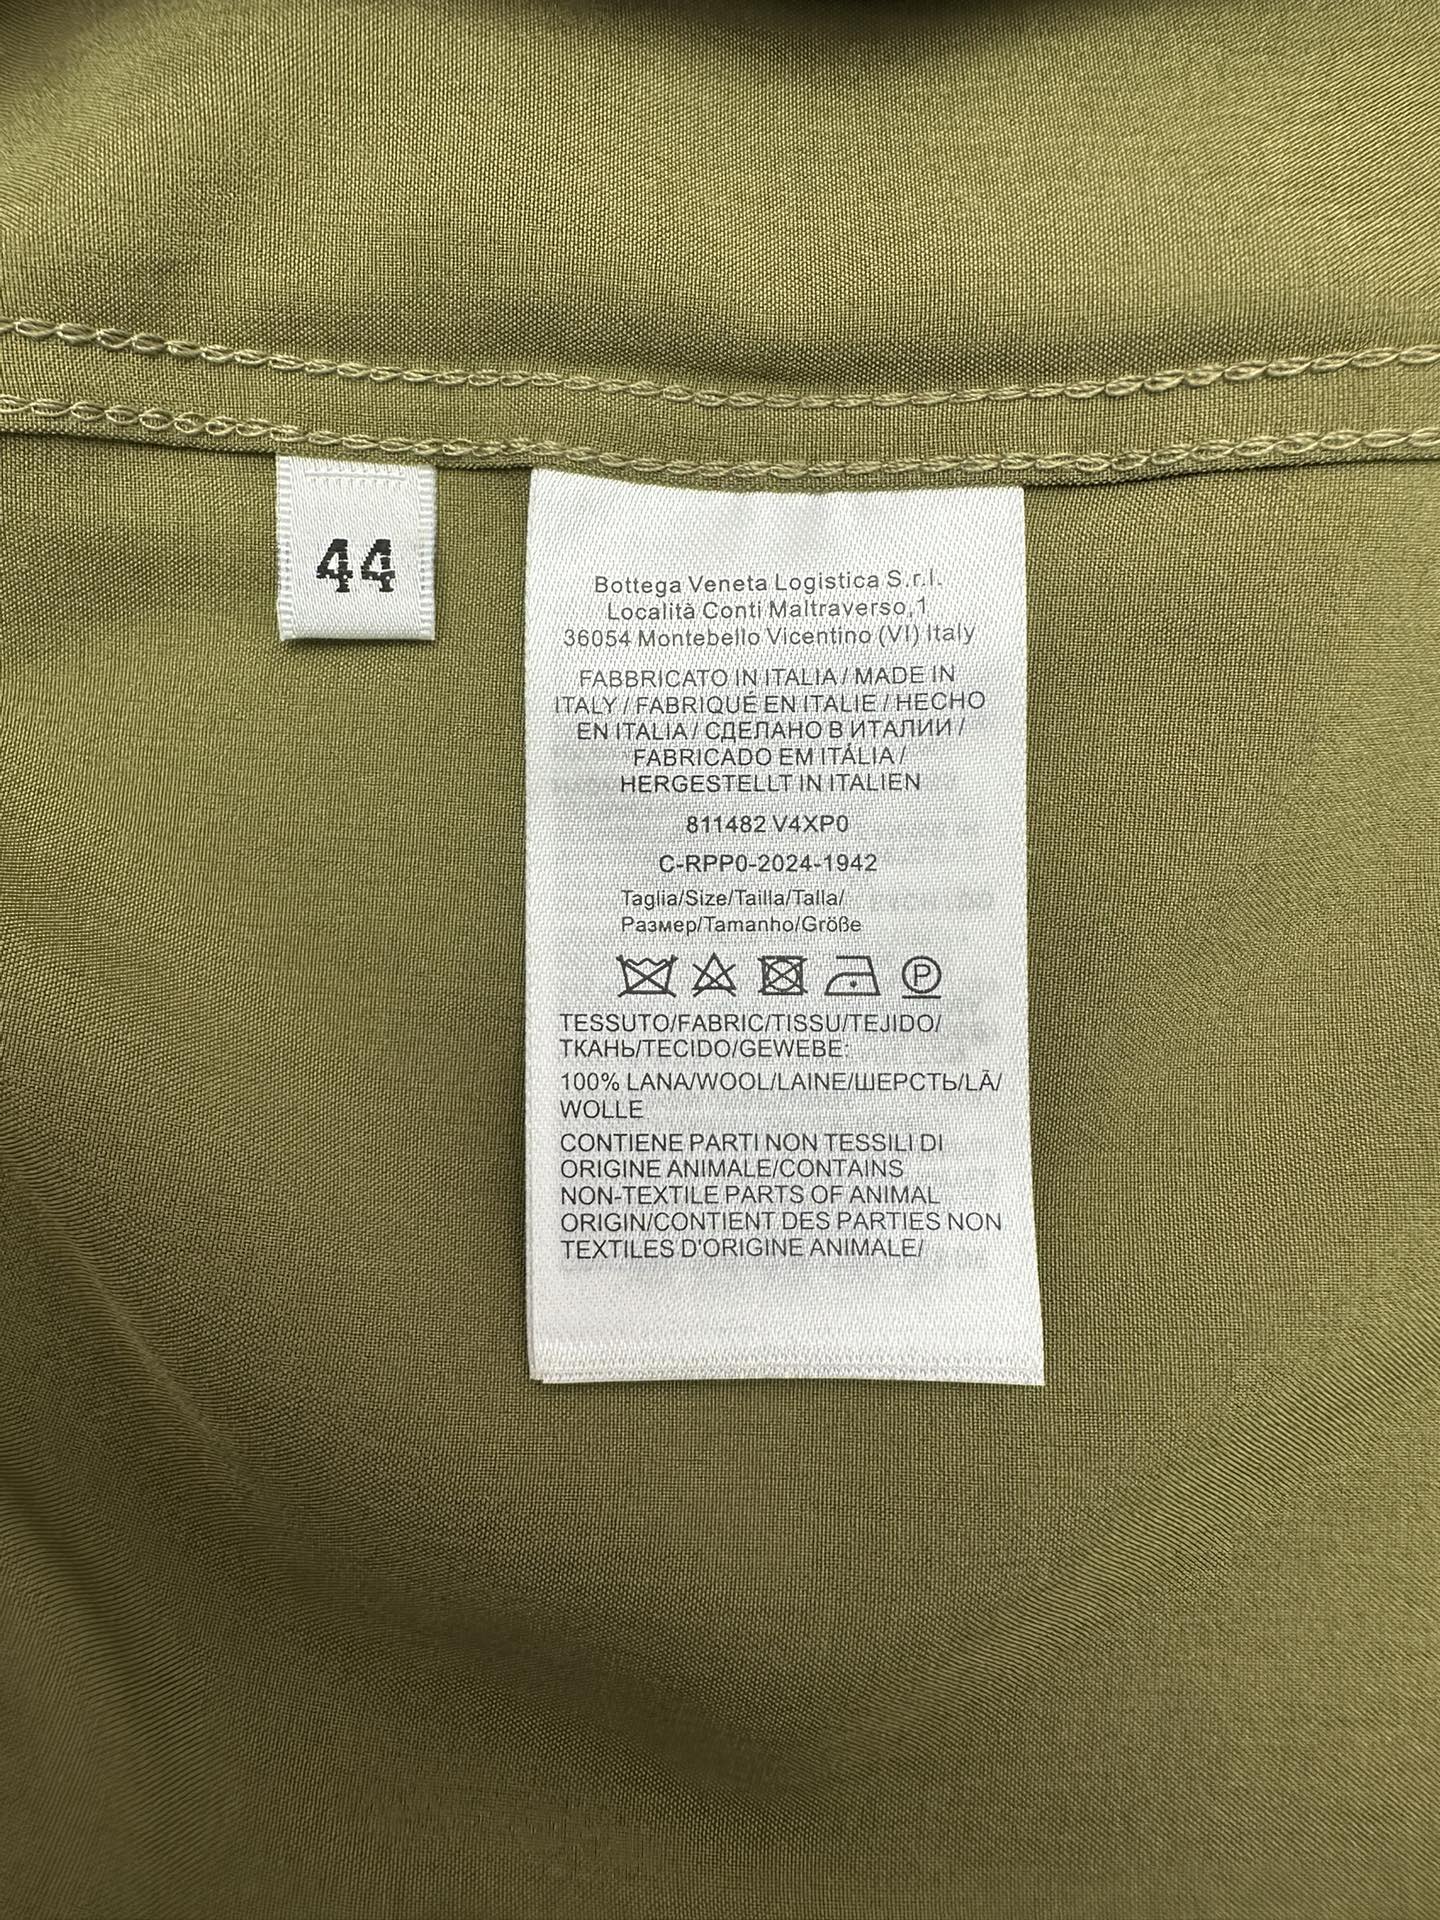 44
Bottega Veneta Logistica S.r.l.
Località Conti Maltraverso,1
36054 Montebello Vicentino (VI) Italy
FABBRICATO IN ITALIA / MADE IN
ITALY / FABRIQUÉ EN ITALIE / HECHO
EN ITALIA / СДЕЛАНО В ИТАЛИИ /
FABRICADO EM ITÁLIA /
HERGESTELLT IN ITALIEN
811482 V4XP0
C-RPP0-2024-1942
Taglia/Size/Tailla/Talla/
Размер/Tamanho/Größe
P
TESSUTO/FABRIC/TISSU/TEJIDO/
ТКАНЬ/TECIDO/GEWEBE:
100% LANA/WOOL/LAINE/ШЕРСТЬ/LÃ/
WOLLE
CONTIENE PARTI NON TESSILI DI
ORIGINE ANIMALE/CONTAINS
NON-TEXTILE PARTS OF ANIMAL
ORIGIN/CONTIENT DES PARTIES NON
TEXTILES D'ORIGINE ANIMALE/